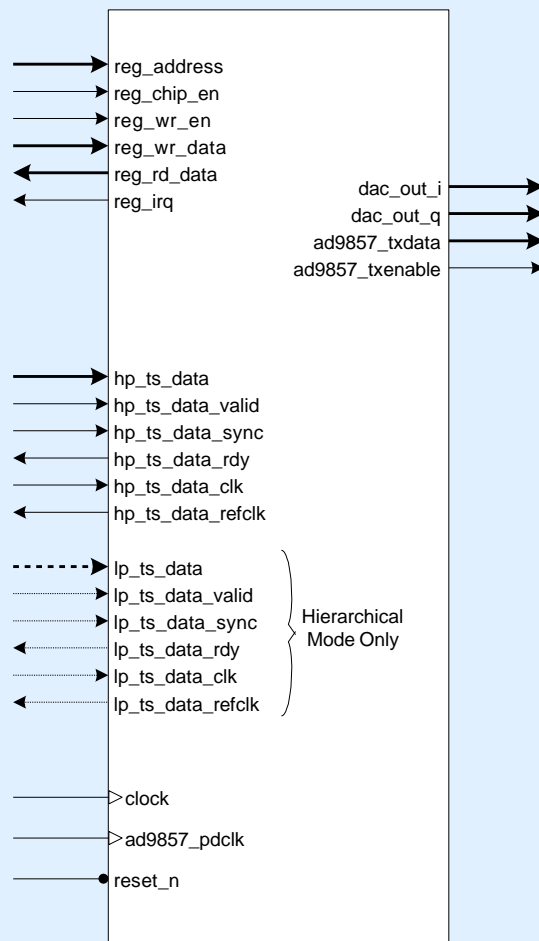 reg_address
reg_chip_en
reg_wr_en
reg_wr_data
reg_rd_data
reg_irq
dac_out_i
dac_out_q
ad9857_txdata
ad9857_txenable
hp_ts_data
hp_ts_data_valid
hp_ts_data_sync
hp_ts_data_rdy
hp_ts_data_clk
hp_ts_data_refclk
lp_ts_data
lp_ts_data_valid
lp_ts_data_sync
lp_ts_data_rdy
lp_ts_data_clk
lp_ts_data_refclk
Hierarchical
Mode Only
clock
ad9857_pdclk
reset_n